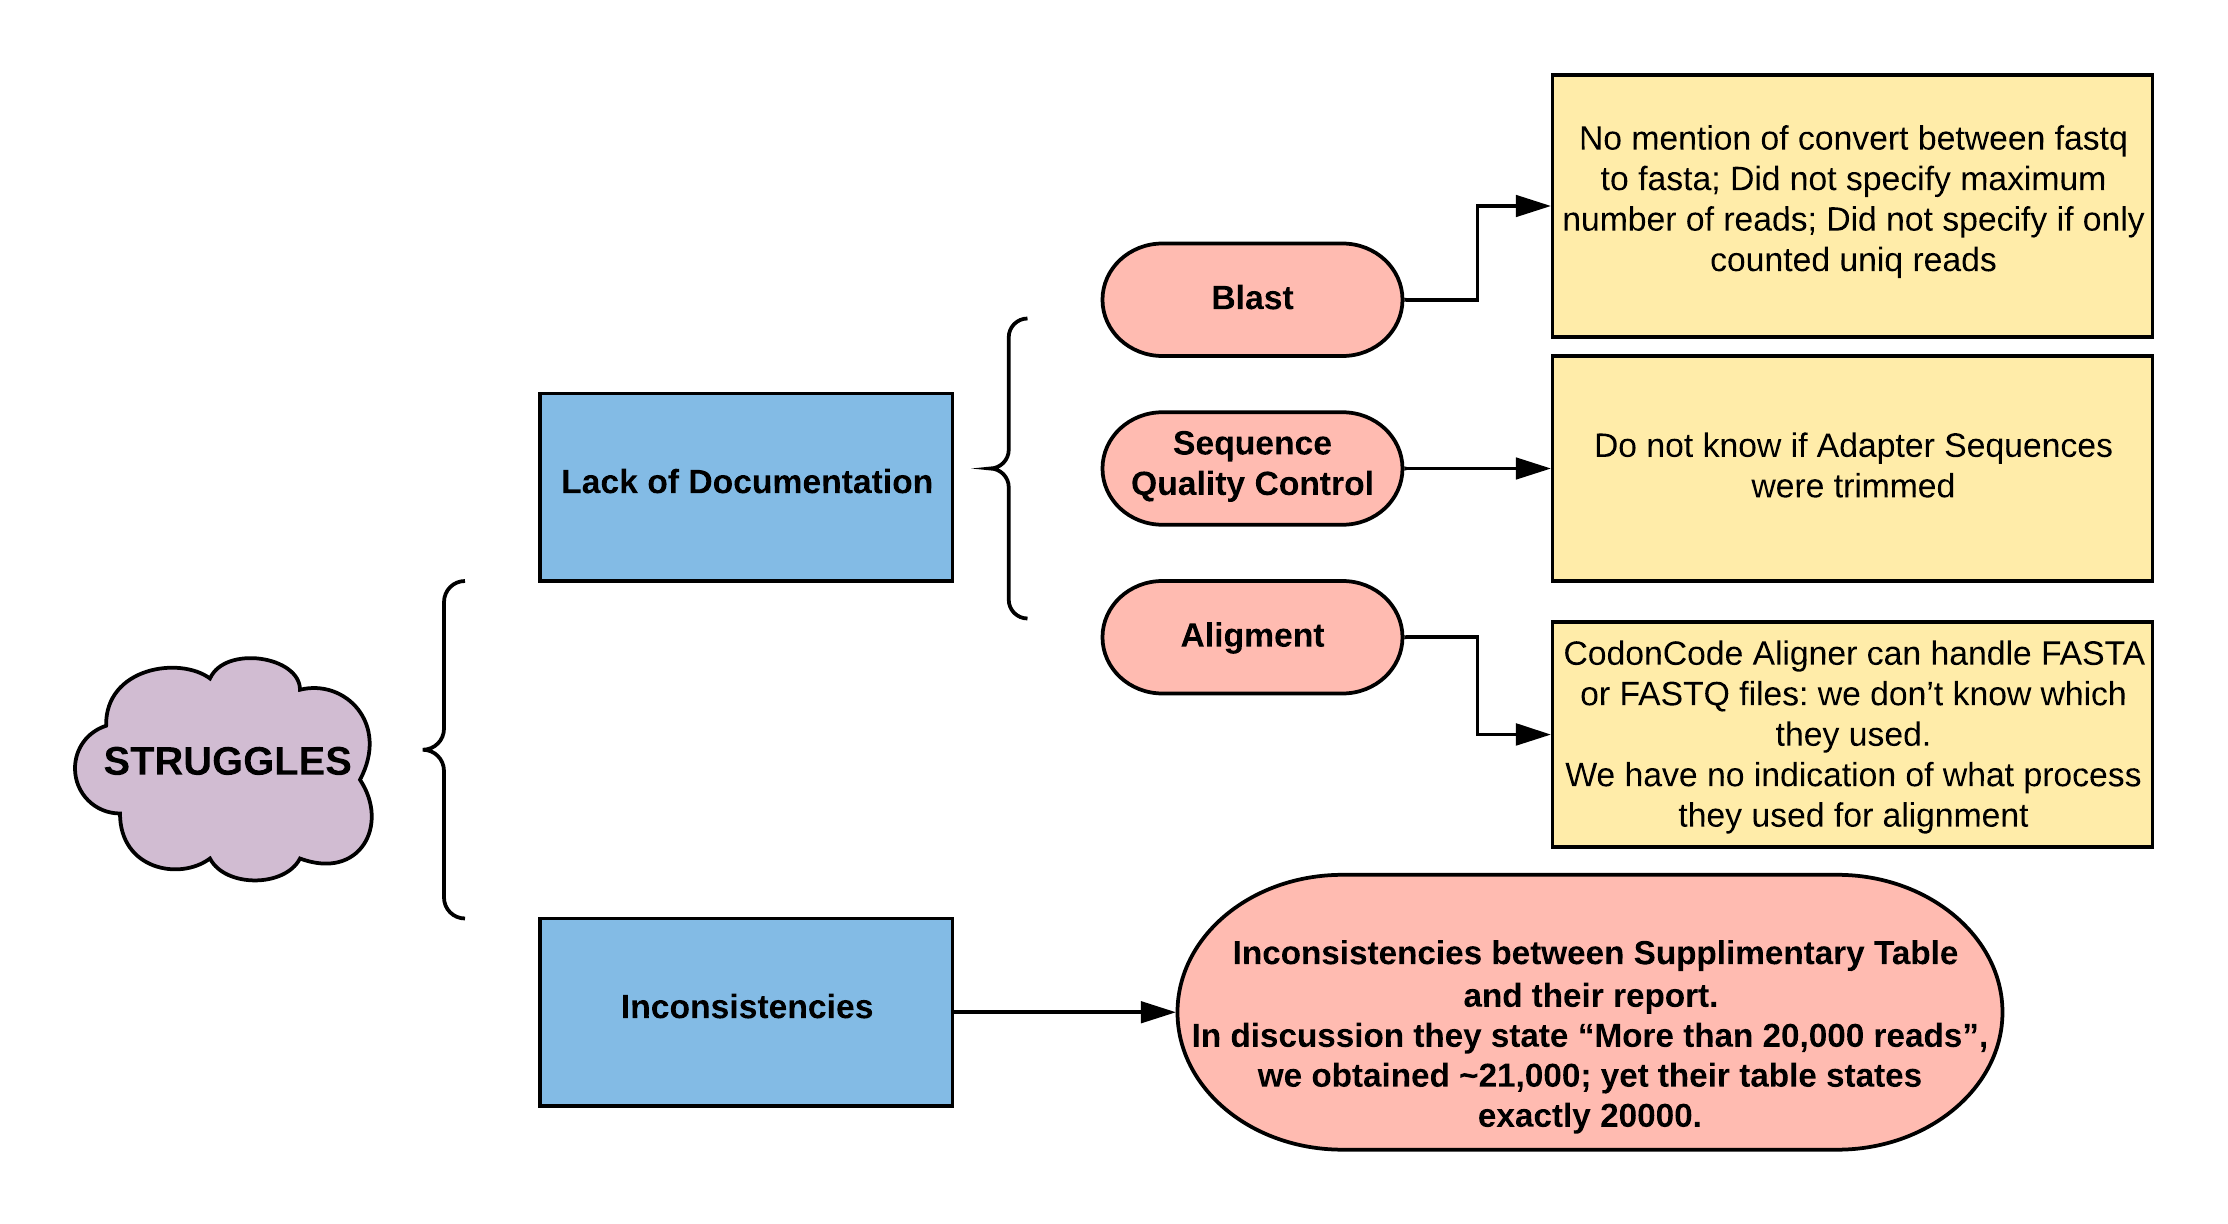 STRUGGLES
Lack of Documentation
Blast
No mention of convert between fastq
to fasta; Did not specify maximum
number of reads; Did not specify if only
counted uniq reads
Sequence
Quality Control
Do not know if Adapter Sequences
were trimmed
Aligment
CodonCode Aligner can handle FASTA
or FASTQ files: we don’t know which
they used.
We have no indication of what process
they used for alignment
Inconsistencies
Inconsistencies between Supplimentary Table
and their report.
In discussion they state “More than 20,000 reads”,
we obtained ~21,000; yet their table states
exactly 20000.